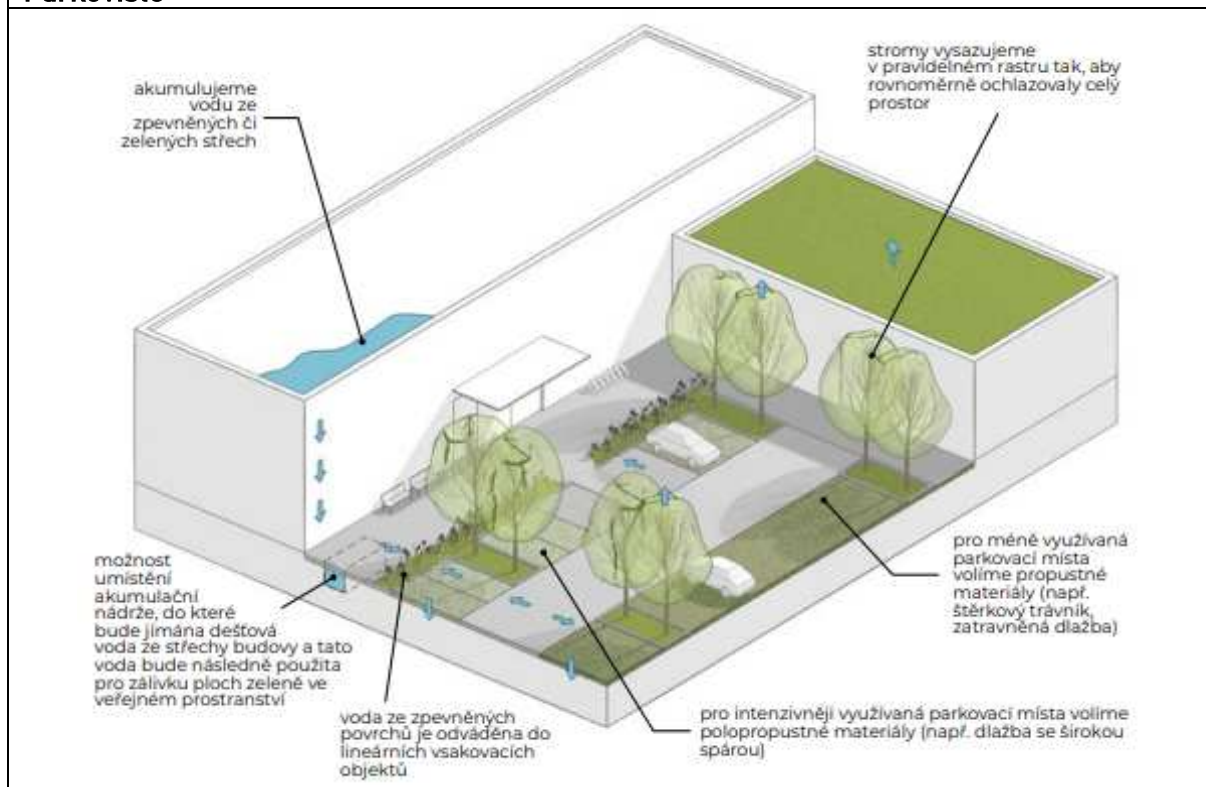 Parkoviště
akumulujeme
vodu ze
zpevněných či
zelených střech
stromy vysazujeme
v pravidelném rastru tak, aby
rovnoměrně ochlazovaly celý
prostor
možnost
umístění
akumulační
nádrže, do které
bude jímána dešťová
voda ze střechy budovy a tato
voda bude následně použita
pro zálivku ploch zeleně ve
veřejném prostranství
voda ze zpevněných
povrchů je odváděna do
lineárních vsakovacích
objektů
pro méně využívaná
parkovací místa
volíme propustné
materiály (např.
štěrkový trávník,
zatravněná dlažba)
pro intenzivněji využívaná parkovací místa volíme
polopropustné materiály (např. dlažba se širokou
spárou)